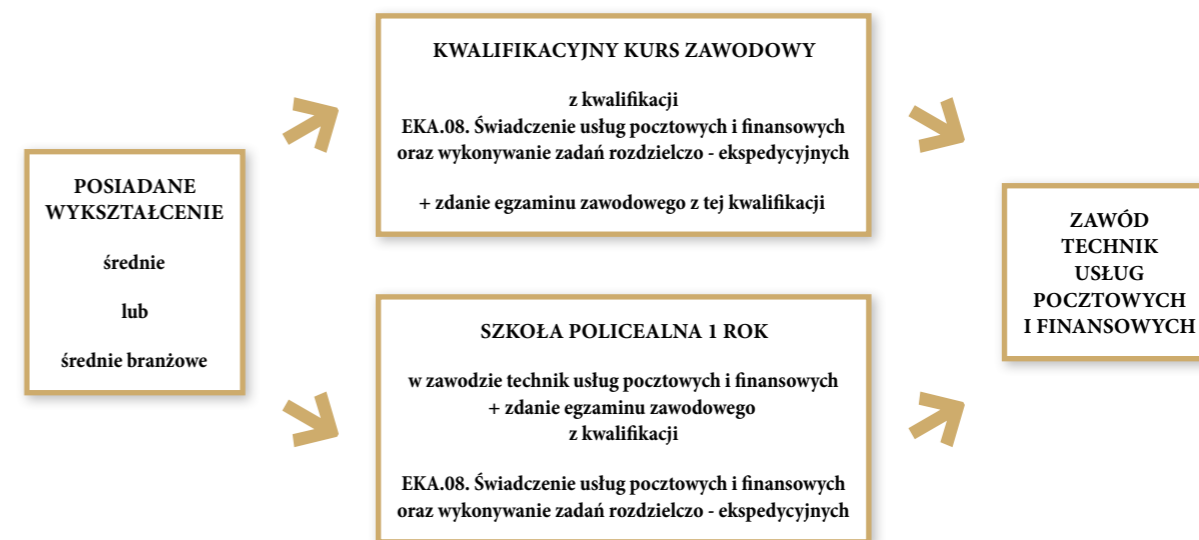 POSIADANE
WYKSZTAŁCENIE
średnie
lub
średnie branżowe
KWALIFIKACYJNY KURS ZAWODOWY
z kwalifikacji
EKA.08. Świadczenie usług pocztowych i finansowych
oraz wykonywanie zadań rozdzielczo - ekspedycyjnych
+ zdanie egzaminu zawodowego z tej kwalifikacji
SZKOŁA POLICEALNA 1 ROK
w zawodzie technik usług pocztowych i finansowych
+ zdanie egzaminu zawodowego
z kwalifikacji
EKA.08. Świadczenie usług pocztowych i finansowych
oraz wykonywanie zadań rozdzielczo - ekspedycyjnych
ZAWÓD
TECHNIK
USŁUG
POCZTOWYCH
I FINANSOWYCH